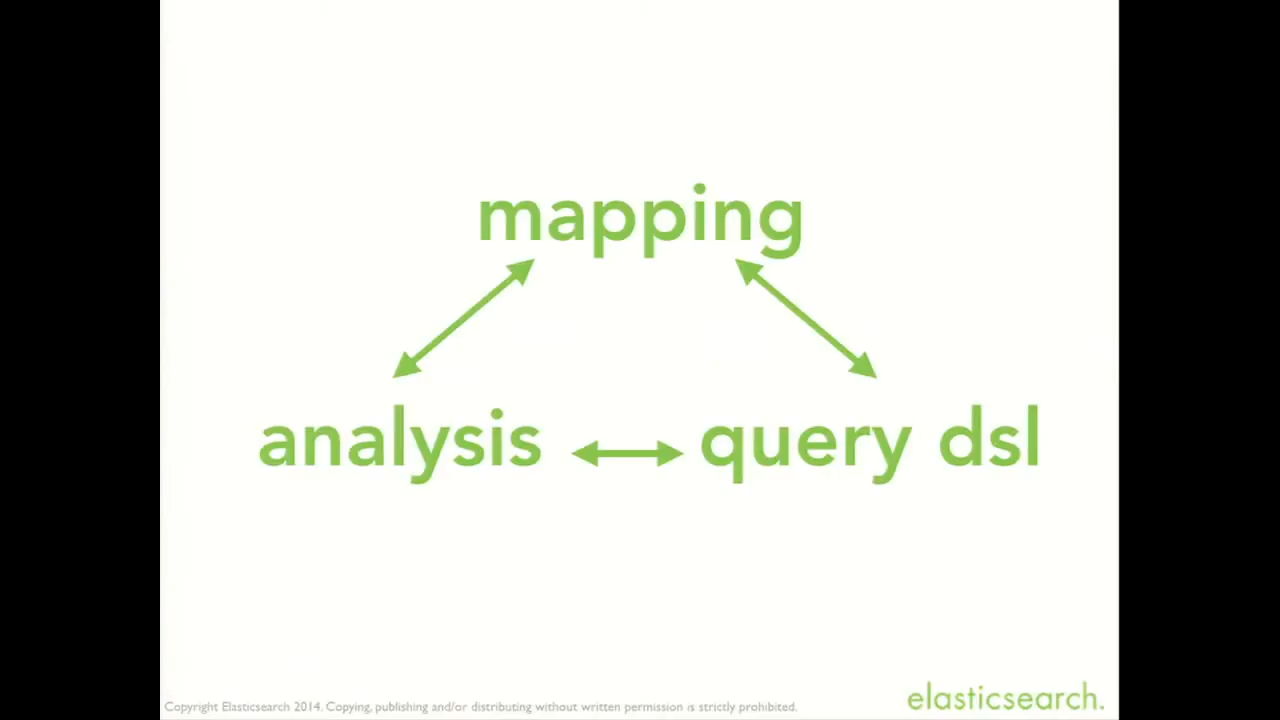 mapping
analysis query dsl
elasticsearch.
Copyright Elasticsearch 2014. Copying, publishing and/or distributing without written permission is strictly prohibited.